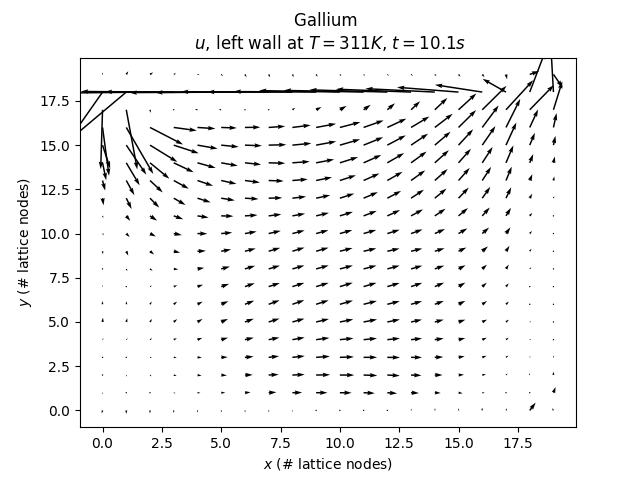 Gallium
u, left wall at T = 311K, t = 10.1s
17.5
15.0
12.5
10.0
7.5
5.0
2.5
0.0
y (# lattice nodes)
0.0 2.5 5.0 7.5 10.0 12.5 15.0 17.5
x (# lattice nodes)